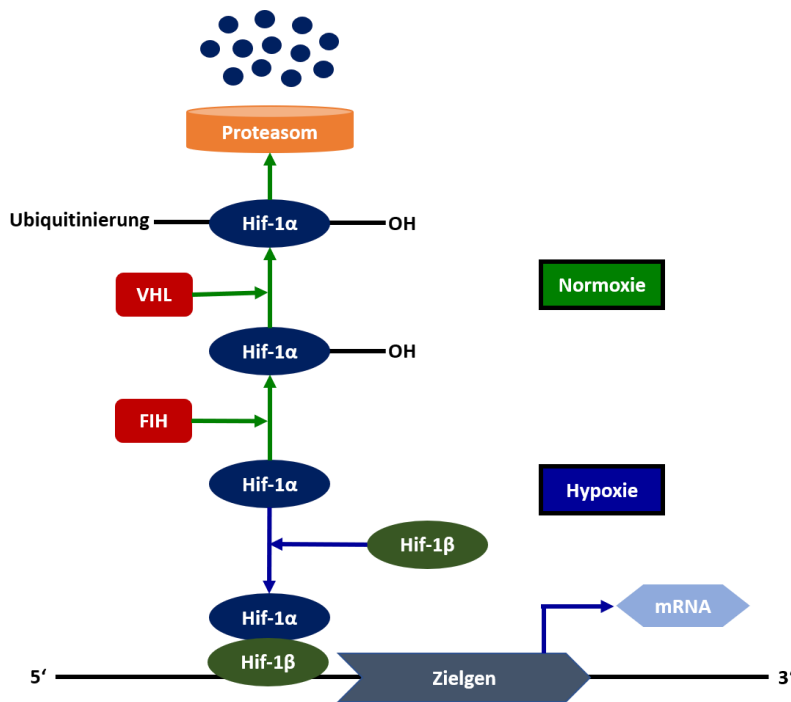 Proteasom
Ubiquitinierung
Hif-1α
OH
VHL
Normoxie
Hif-1α
OH
FIH
Hif-1α
Hypoxie
Hif-1β
Hif-1α
mRNA
Hif-1β
5‘
Zielgen
3‘